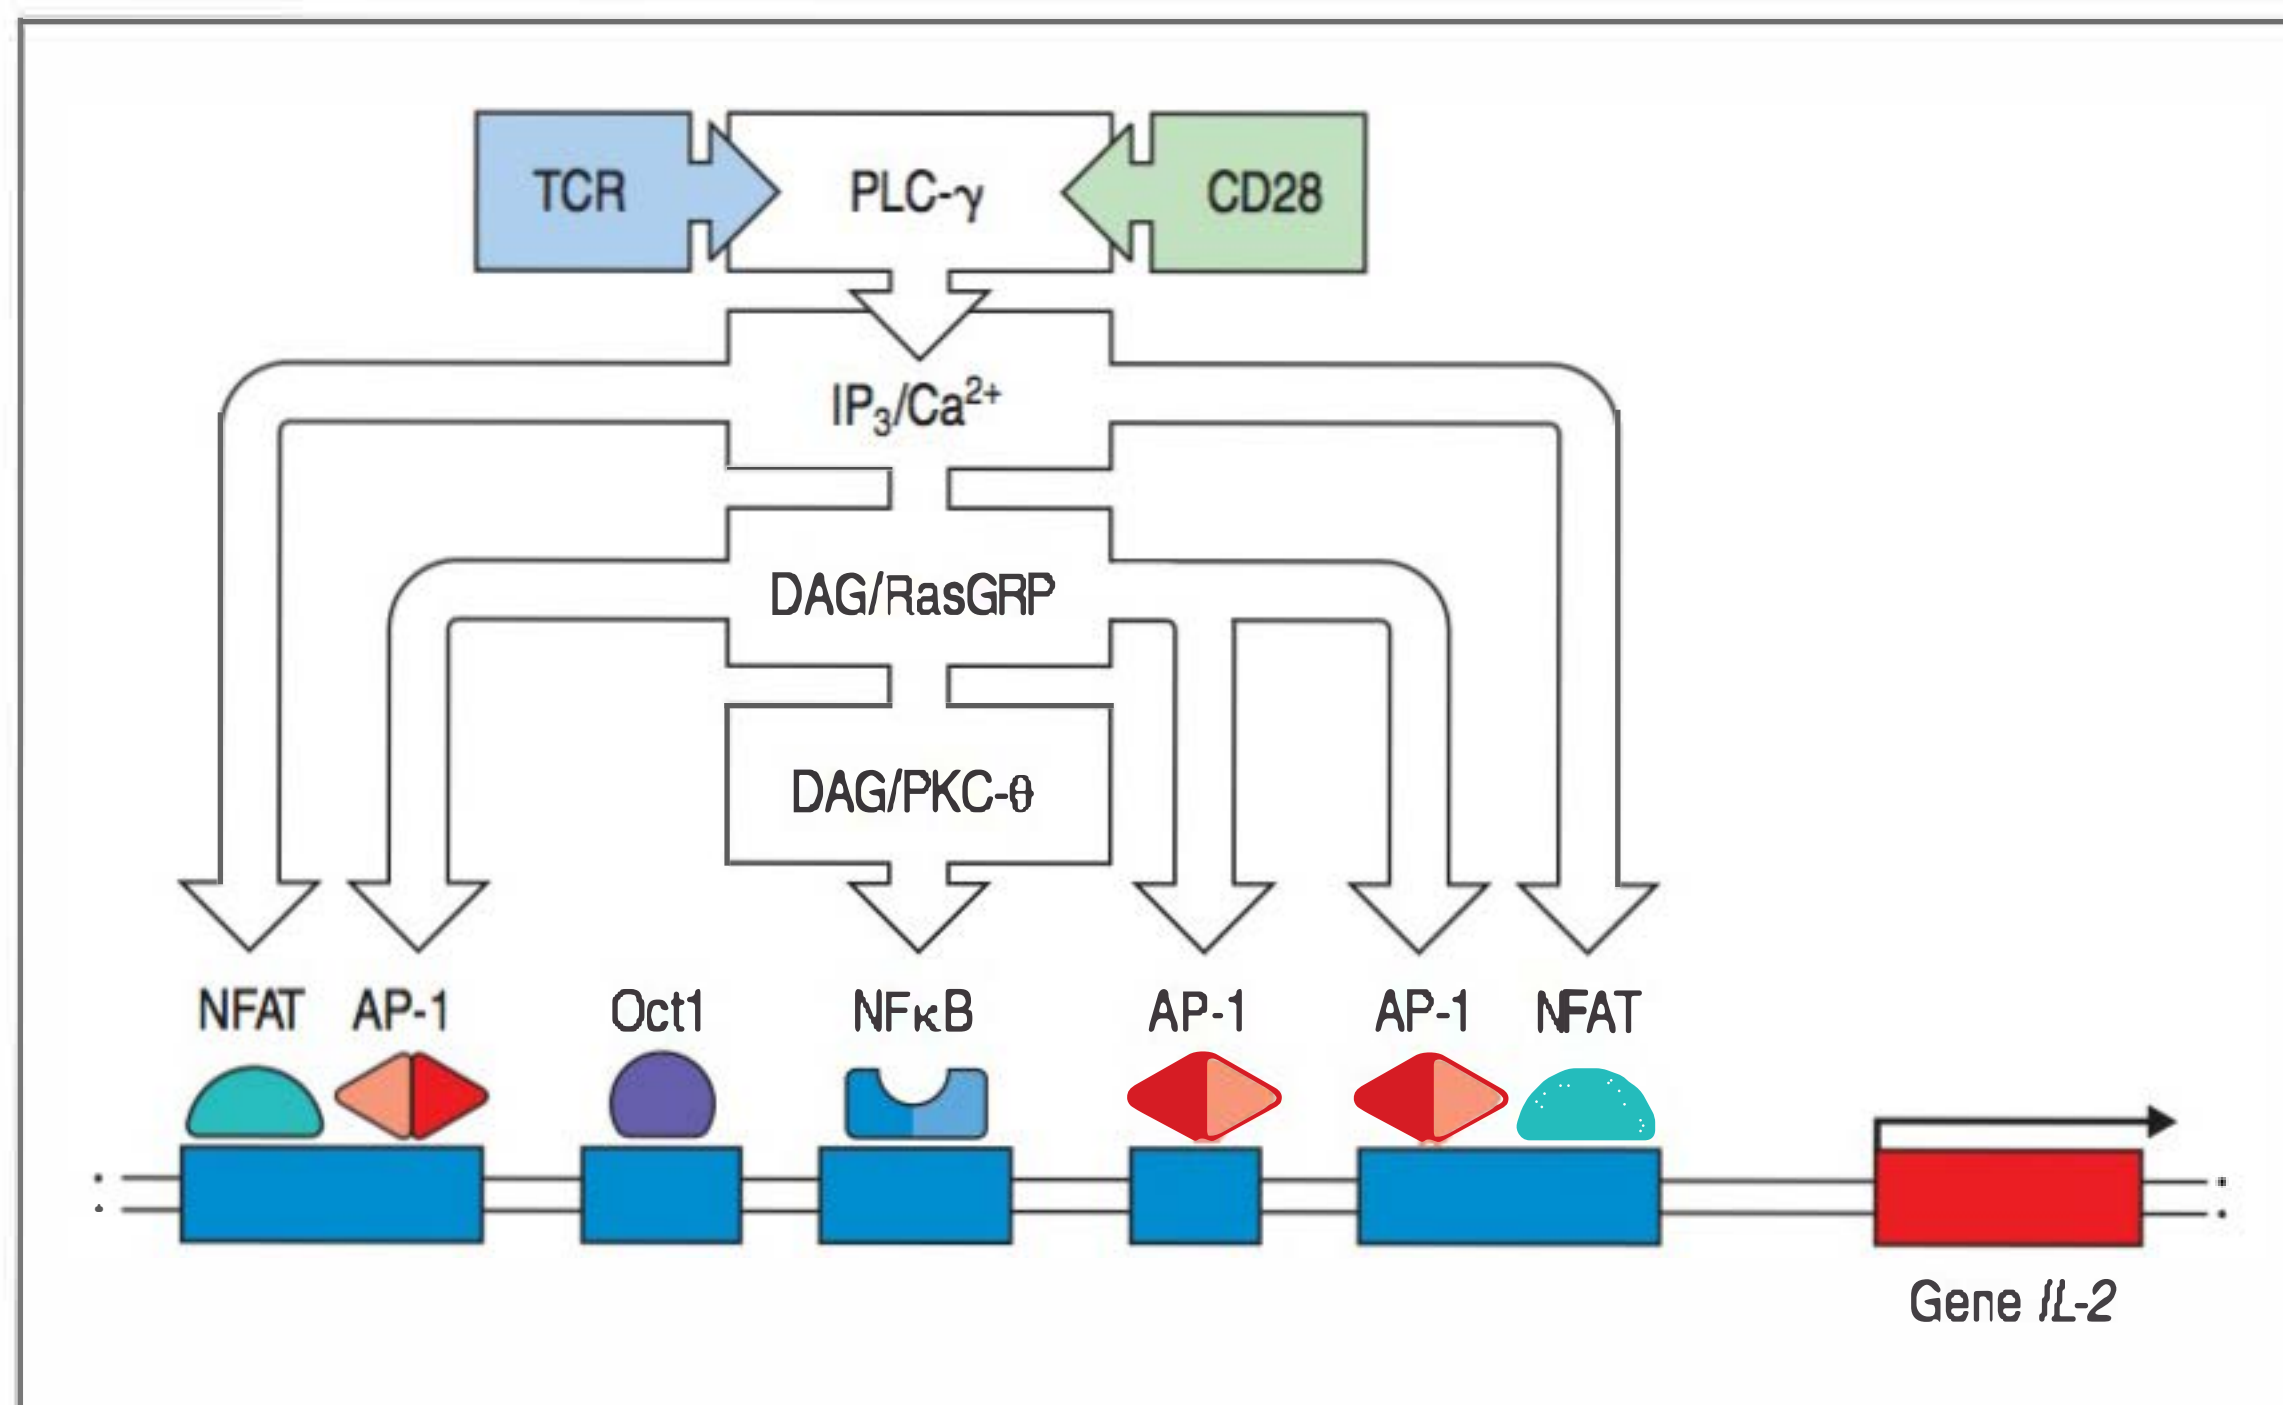 TCR
PLC-γ
CD28
IP₃/Ca²⁺
DAG/RasGRP
DAG/PKC-θ
NFAT
AP-1
Oct1
NFκB
AP-1
AP-1
NFAT
Gene IL-2